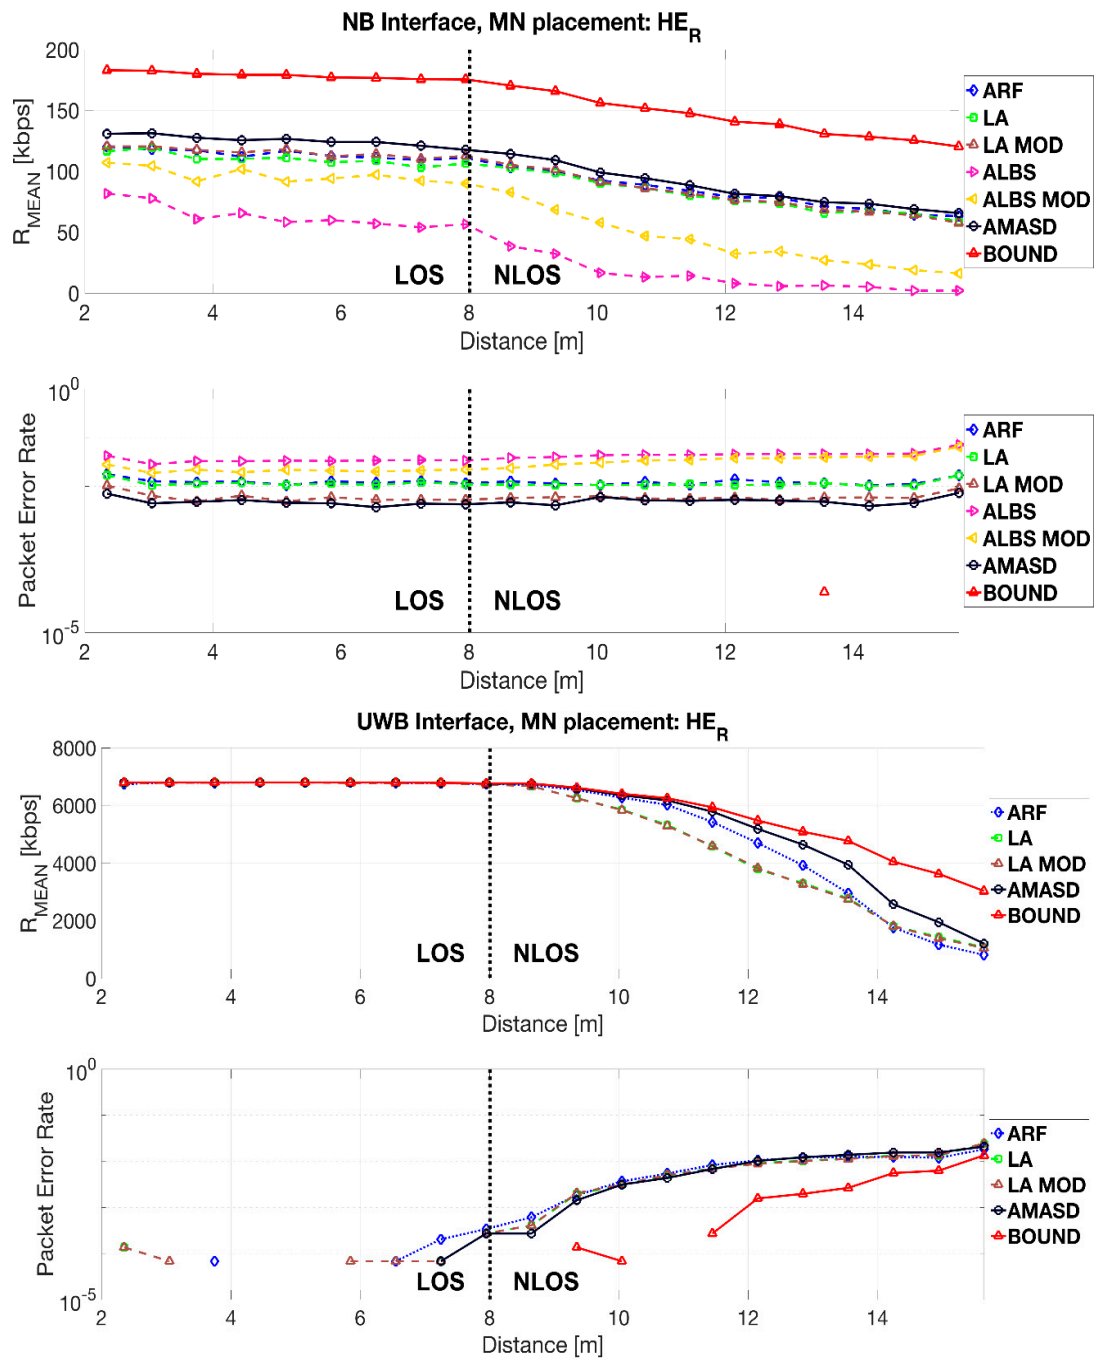 NB Interface, MN placement: HE_R
200
150
100
50
0
R_MEAN [kbps]
LOS
NLOS
2
4
6
8
10
12
14
Distance [m]
ARF
LA
LA MOD
ALBS
ALBS MOD
AMASD
BOUND
10^0
10^-5
Packet Error Rate
LOS
NLOS
2
4
6
8
10
12
14
Distance [m]
ARF
LA
LA MOD
ALBS
ALBS MOD
AMASD
BOUND
UWB Interface, MN placement: HE_R
8000
6000
4000
2000
0
R_MEAN [kbps]
LOS
NLOS
2
4
6
8
10
12
14
Distance [m]
ARF
LA
LA MOD
AMASD
BOUND
10^0
10^-5
Packet Error Rate
LOS
NLOS
2
4
6
8
10
12
14
Distance [m]
ARF
LA
LA MOD
AMASD
BOUND